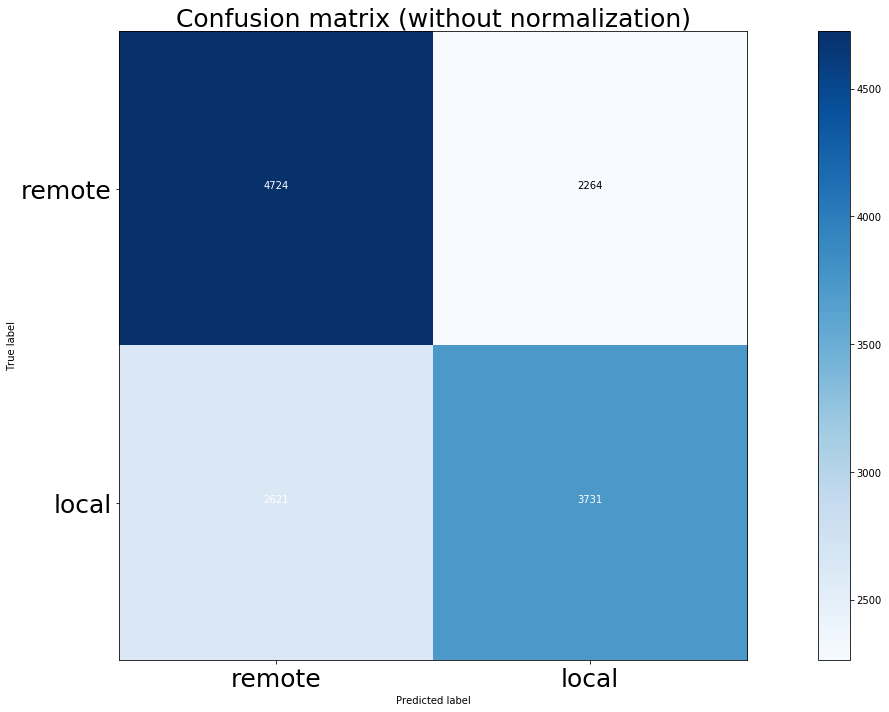 Confusion matrix (without normalization)
4500
4000
3500
3000
2500
True label
remote
4724
2264
local
2621
3731
remote
local
Predicted label